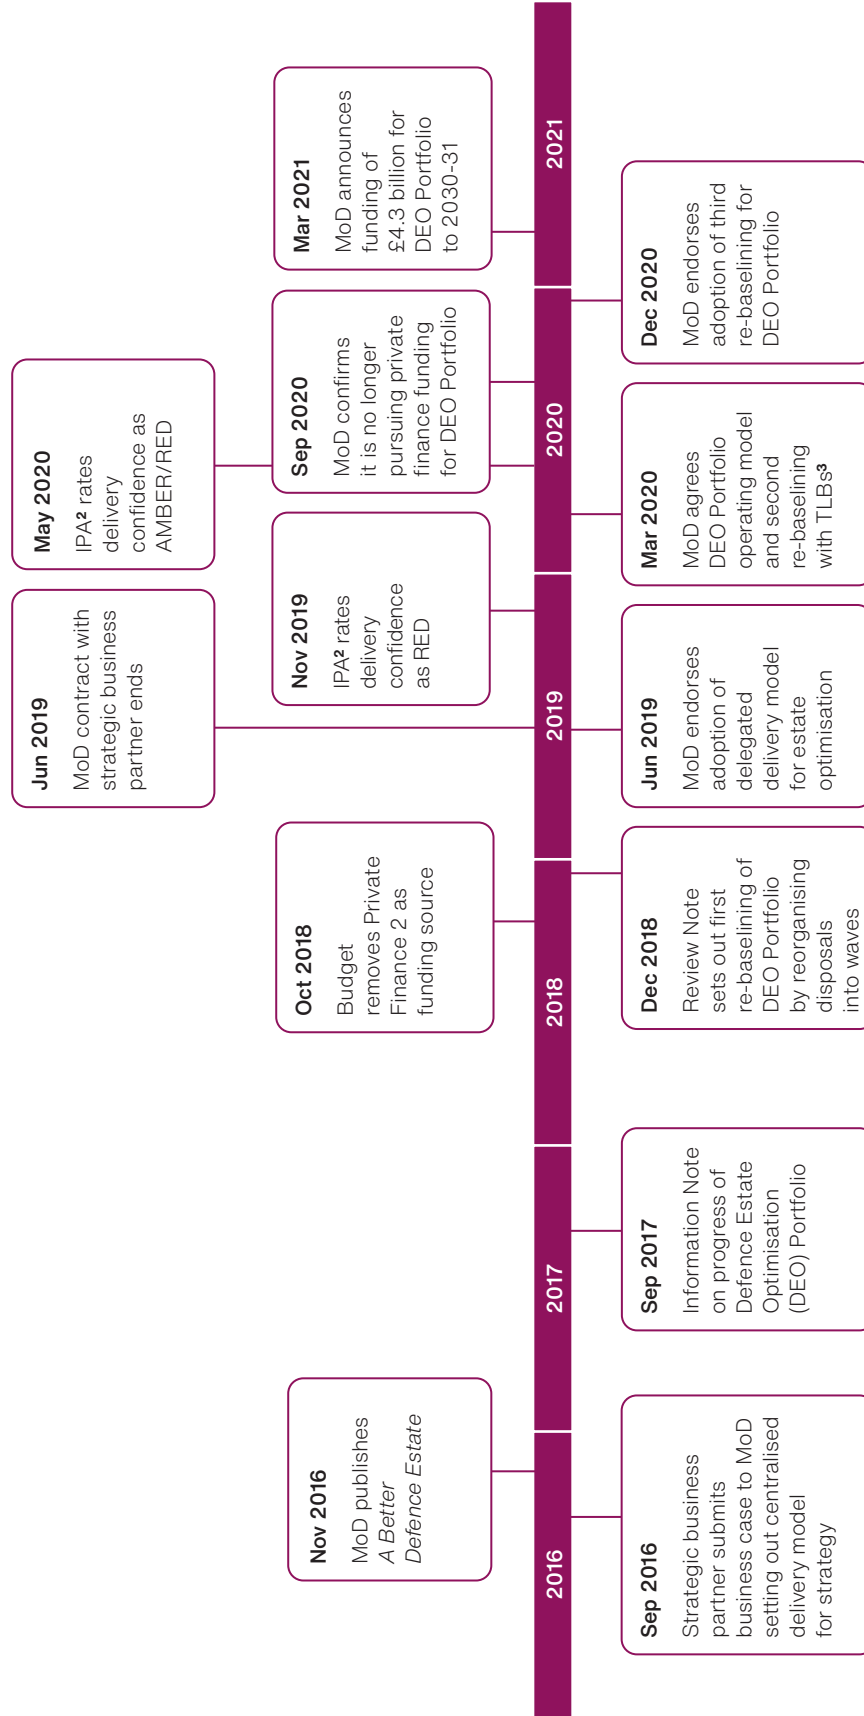 Jun 2019
MoD contract with
strategic business
partner ends
May 2020
IPA² rates
delivery
confidence as
AMBER/RED
Nov 2016
MoD publishes
A Better
Defence Estate
Oct 2018
Budget
removes Private
Finance 2 as
funding source
Nov 2019
IPA² rates
delivery
confidence
as RED
Sep 2020
MoD confirms
it is no longer
pursuing private
finance funding
for DEO Portfolio
Mar 2021
MoD announces
funding of
£4.3 billion for
DEO Portfolio
to 2030-31
2016
2017
2018
2019
2020
2021
Sep 2016
Strategic business
partner submits
business case to MoD
setting out centralised
delivery model
for strategy
Sep 2017
Information Note
on progress of
Defence Estate
Optimisation
(DEO) Portfolio
Dec 2018
Review Note
sets out first
re-baselining of
DEO Portfolio
by reorganising
disposals
into waves
Jun 2019
MoD endorses
adoption of
delegated
delivery model
for estate
optimisation
Mar 2020
MoD agrees
DEO Portfolio
operating model
and second
re-baselining
with TLBs³
Dec 2020
MoD endorses
adoption of third
re-baselining for
DEO Portfolio